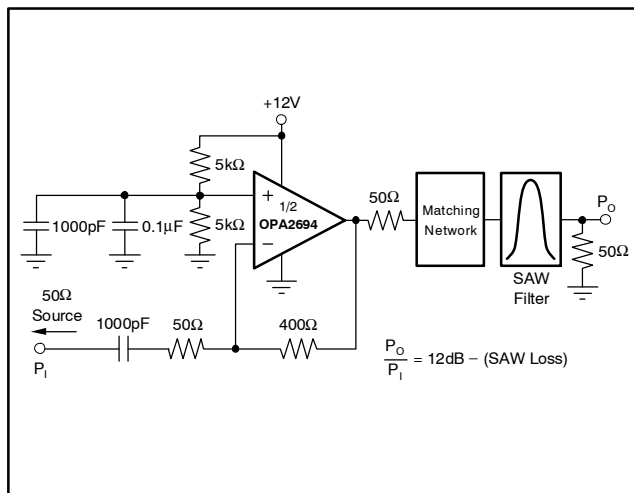 +12V
5kΩ
5kΩ
1000pF
0.1μF
+
1/2
OPA2694
−
50Ω
Matching
Network
SAW
Filter
P_O
50Ω
50Ω
Source
P_I
1000pF
50Ω
400Ω
P_O / P_I = 12dB − (SAW Loss)